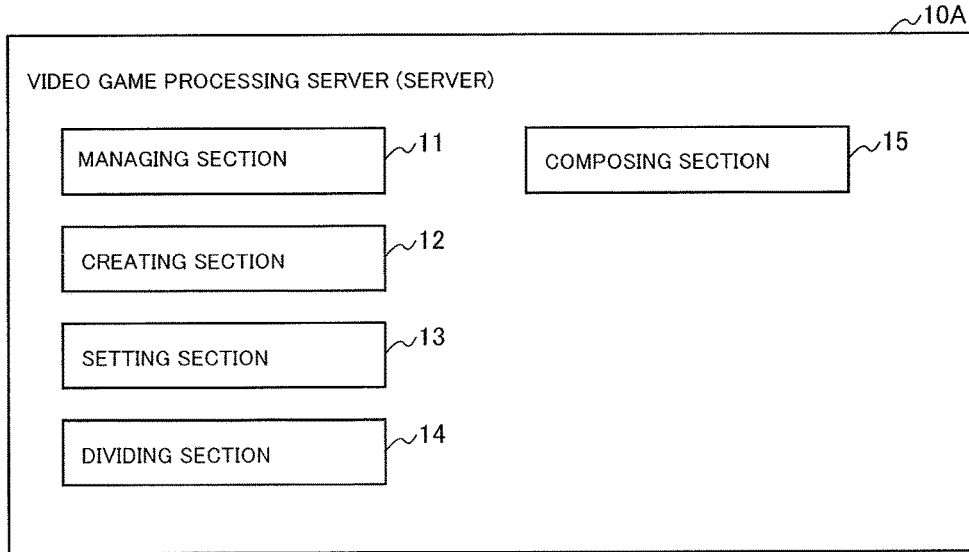 10A
VIDEO GAME PROCESSING SERVER (SERVER)
MANAGING SECTION
11
COMPOSING SECTION
15
CREATING SECTION
12
SETTING SECTION
13
DIVIDING SECTION
14